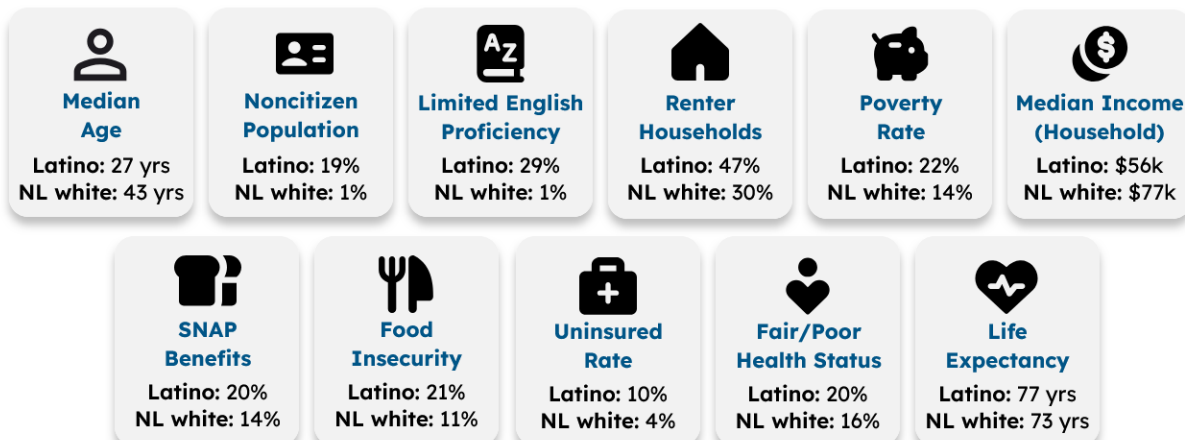 AZ
Median
Age
Latino: 27 yrs
NL white: 43 yrs
Noncitizen
Population
Latino: 19%
NL white: 1%
Limited English
Proficiency
Latino: 29%
NL white: 1%
Renter
Households
Latino: 47%
NL white: 30%
Poverty
Rate
Latino: 22%
NL white: 14%
$
Median Income
(Household)
Latino: $56k
NL white: $77k
SNAP
Benefits
Latino: 20%
NL white: 14%
Food
Insecurity
Latino: 21%
NL white: 11%
Uninsured
Rate
Latino: 10%
NL white: 4%
Fair/Poor
Health Status
Latino: 20%
NL white: 16%
Life
Expectancy
Latino: 77 yrs
NL white: 73 yrs